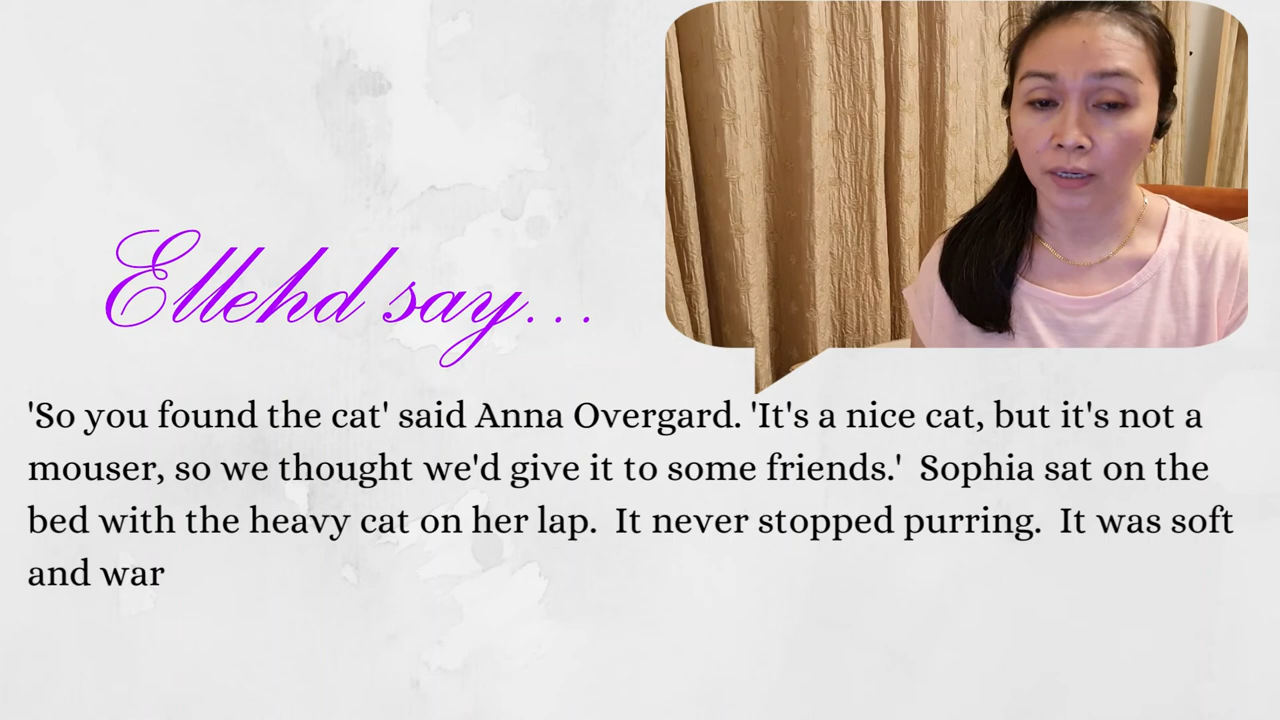 Ellehd say...
'So you found the cat' said Anna Overgard. 'It's a nice cat, but it's not a
mouser, so we thought we'd give it to some friends.'  Sophia sat on the
bed with the heavy cat on her lap.  It never stopped purring.  It was soft
and war